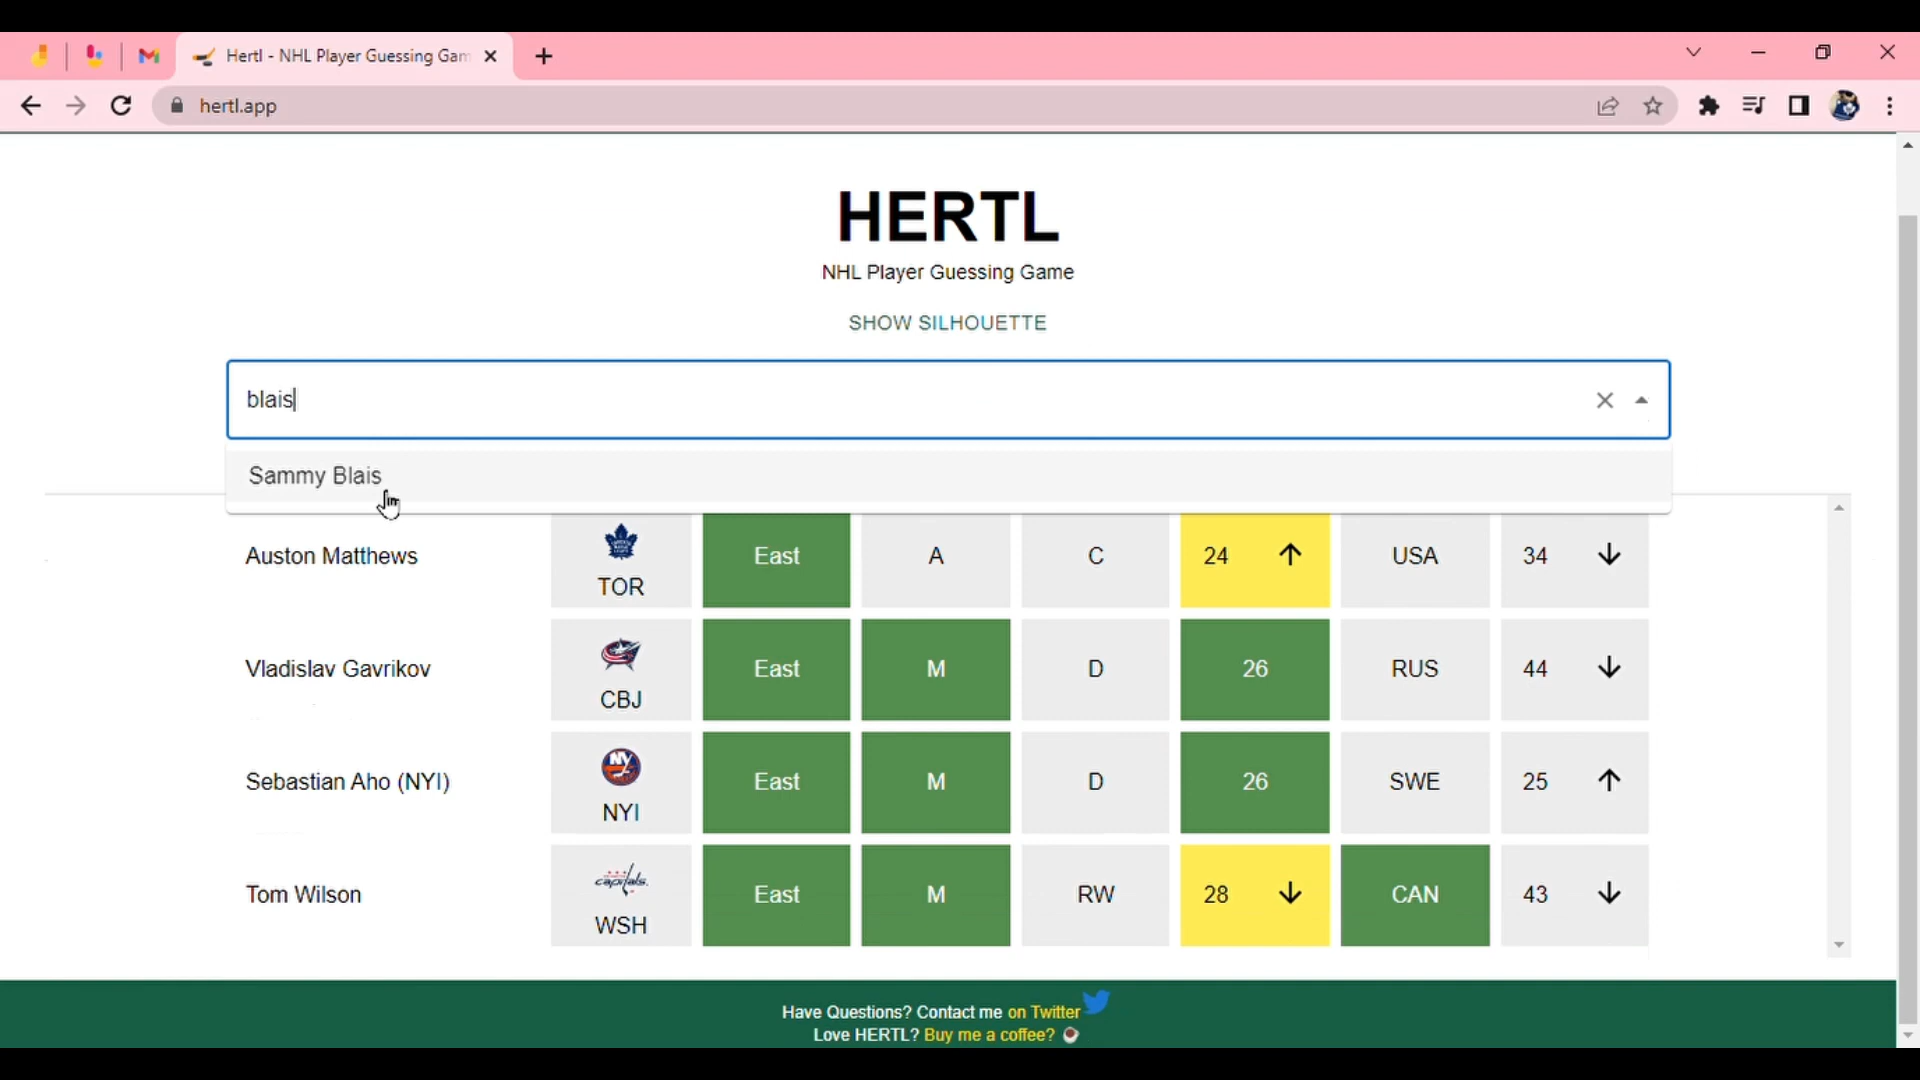 Hertl - NHL Player Guessing Gam
hertl.app
HERTL
NHL Player Guessing Game
SHOW SILHOUETTE
blais
Sammy Blais
Auston Matthews TOR East A C 24 ↑ USA 34 ↓
Vladislav Gavrikov CBJ East M D 26 RUS 44 ↓
Sebastian Aho (NYI) NY NYI East M D 26 SWE 25 ↑
Tom Wilson capitals WSH East M RW 28 ↓ CAN 43 ↓
Have Questions? Contact me on Twitter
Love HERTL? Buy me a coffee?